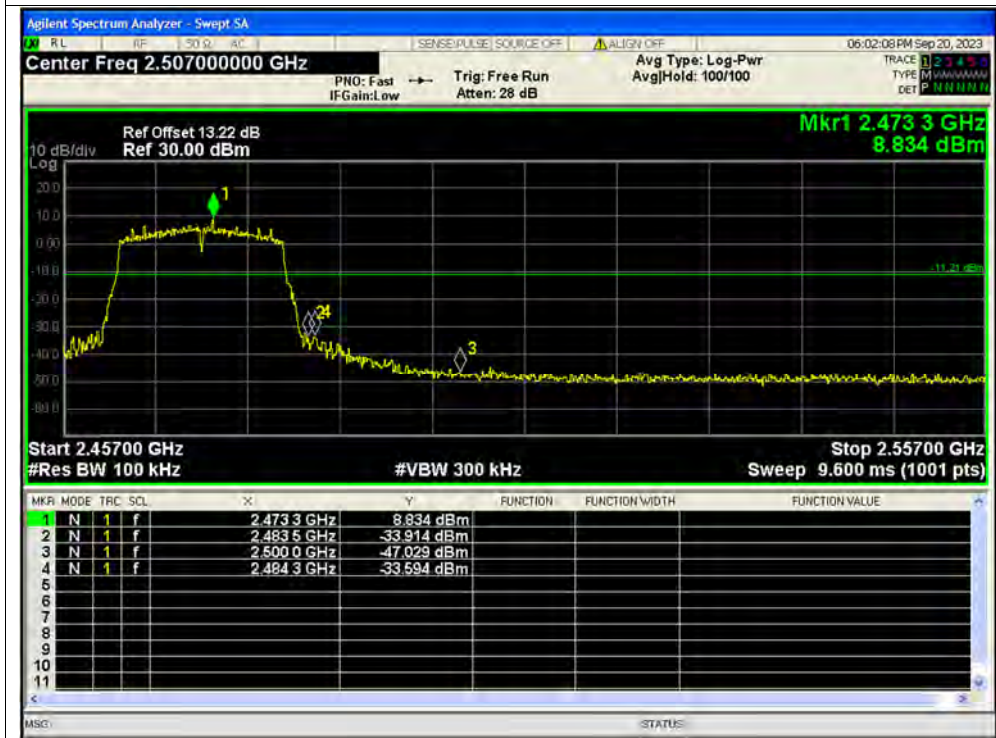 Agilent Spectrum Analyzer - Swept SA
RL RF 50 Ω AC SENSE:PULSE SOURCE OFF ALIGN OFF 06:02:08 PM Sep 20, 2023
Center Freq 2.507000000 GHz
PNO: Fast
IFGain:Low
Trig: Free Run
Atten: 28 dB
Avg Type: Log-Pwr
Avg|Hold: 100/100
TRACE 1 2 3 4 5 6
TYPE M
DET P N N N N N
Mkr1 2.473 3 GHz
8.834 dBm
Ref Offset 13.22 dB
10 dB/div Ref 30.00 dBm
Log
20.0
10.0
0.00
-10.0
-20.0
-30.0
-40.0
-50.0
-60.0
1
24
3
-11.21 dBm
Start 2.45700 GHz Stop 2.55700 GHz
#Res BW 100 kHz #VBW 300 kHz Sweep 9.600 ms (1001 pts)
MKR MODE TRC SCL X Y FUNCTION FUNCTION WIDTH FUNCTION VALUE
1 N 1 f 2.473 3 GHz 8.834 dBm
2 N 1 f 2.483 5 GHz -33.914 dBm
3 N 1 f 2.500 0 GHz -47.029 dBm
4 N 1 f 2.484 3 GHz -33.594 dBm
5
6
7
8
9
10
11
MSG STATUS